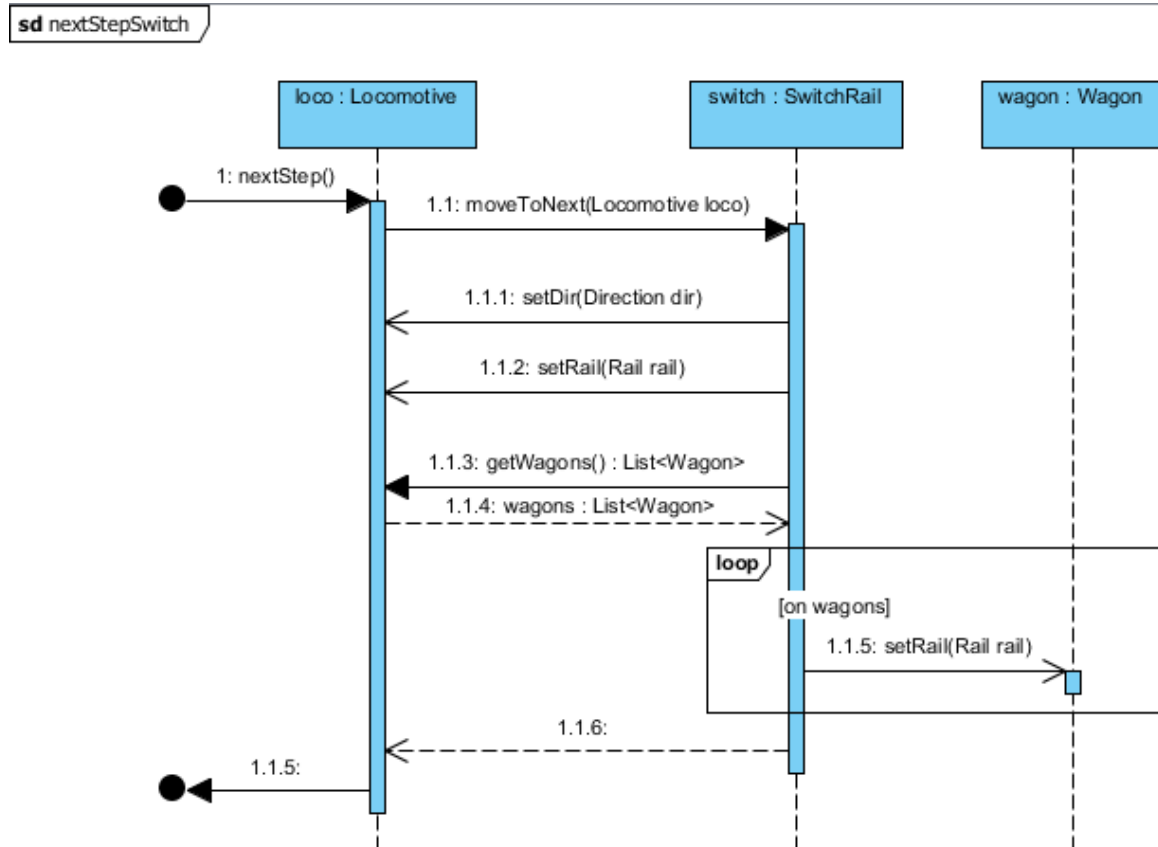 sd nextStepSwitch
loco : Locomotive
switch : SwitchRail
wagon : Wagon
1: nextStep()
1.1: moveToNext(Locomotive loco)
1.1.1: setDir(Direction dir)
1.1.2: setRail(Rail rail)
1.1.3: getWagons() : List<Wagon>
1.1.4: wagons : List<Wagon>
loop
[on wagons]
1.1.5: setRail(Rail rail)
1.1.6:
1.1.5: